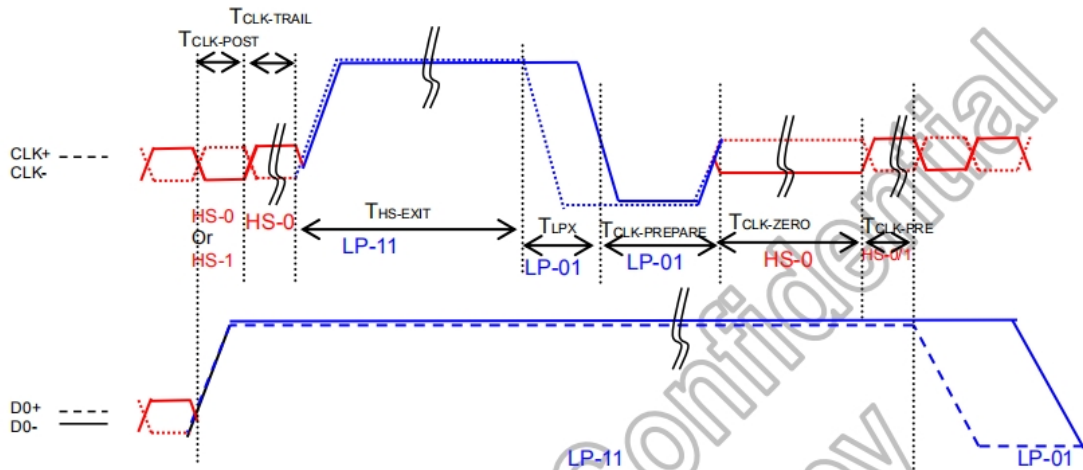 TCLK-TRAIL
TCLK-POST
CLK+
CLK-
HS-0
Or
HS-1
HS-0
THS-EXIT
LP-11
TLPX
LP-01
TCLK-PREPARE
LP-01
TCLK-ZERO
HS-0
TCLK-PRE
HS-0/1
D0+
D0-
LP-11
LP-01
Confidential